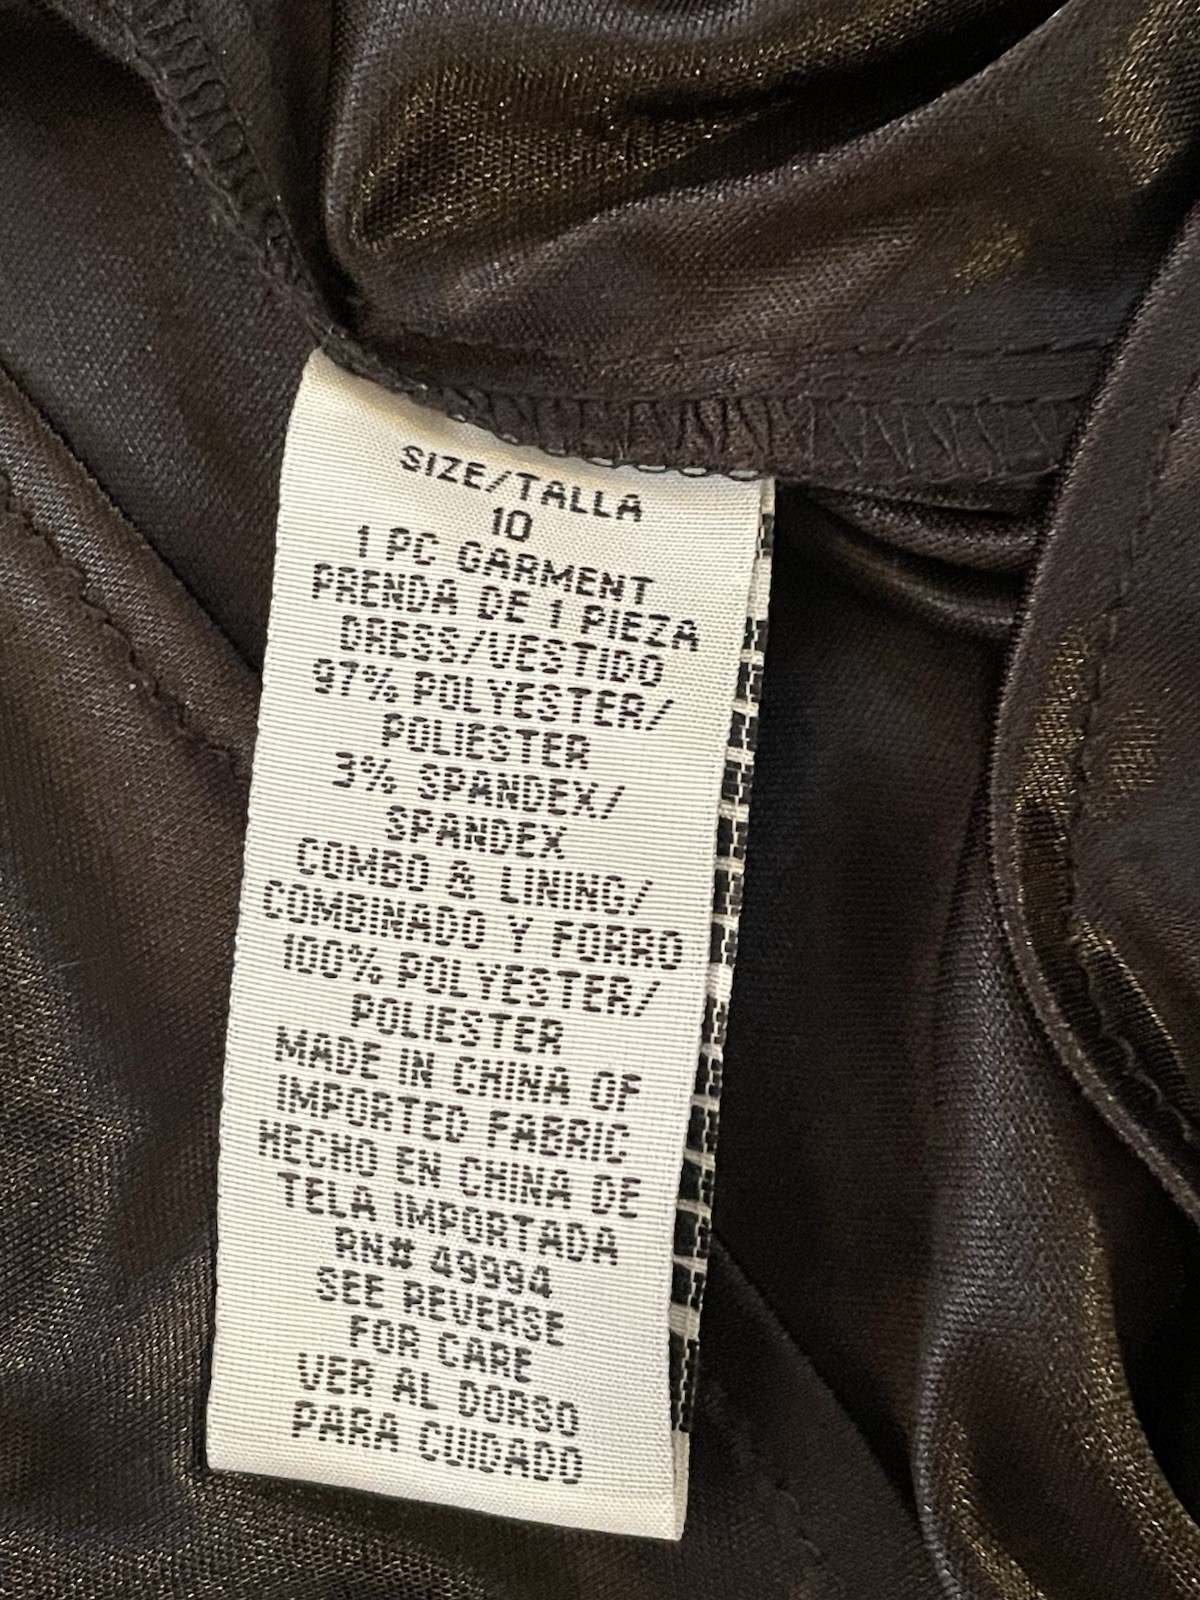 SIZE/TALLA
10
1 PC GARMENT
PRENDA DE 1 PIEZA
DRESS/VESTIDO
97% POLYESTER/
POLIESTER
3% SPANDEX/
SPANDEX
COMBO & LINING/
COMBINADO Y FORRO
100% POLYESTER/
POLIESTER
MADE IN CHINA OF
IMPORTED FABRIC
HECHO EN CHINA DE
TELA IMPORTADA
RN# 49994
SEE REVERSE
FOR CARE
VER AL DORSO
PARA CUIDADO